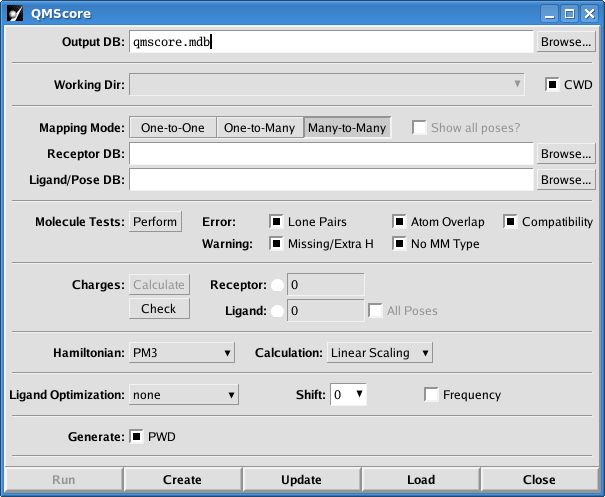 QMScore
Output DB: qmscore.mdb Browse...
Working Dir: CWD
Mapping Mode: One-to-One One-to-Many Many-to-Many Show all poses?
Receptor DB: Browse...
Ligand/Pose DB: Browse...
Molecule Tests: Perform Error: Lone Pairs Atom Overlap Compatibility
Warning: Missing/Extra H No MM Type
Charges: Calculate Receptor: 0
Check Ligand: 0 All Poses
Hamiltonian: PM3 Calculation: Linear Scaling
Ligand Optimization: none Shift: 0 Frequency
Generate: PWD
Run Create Update Load Close